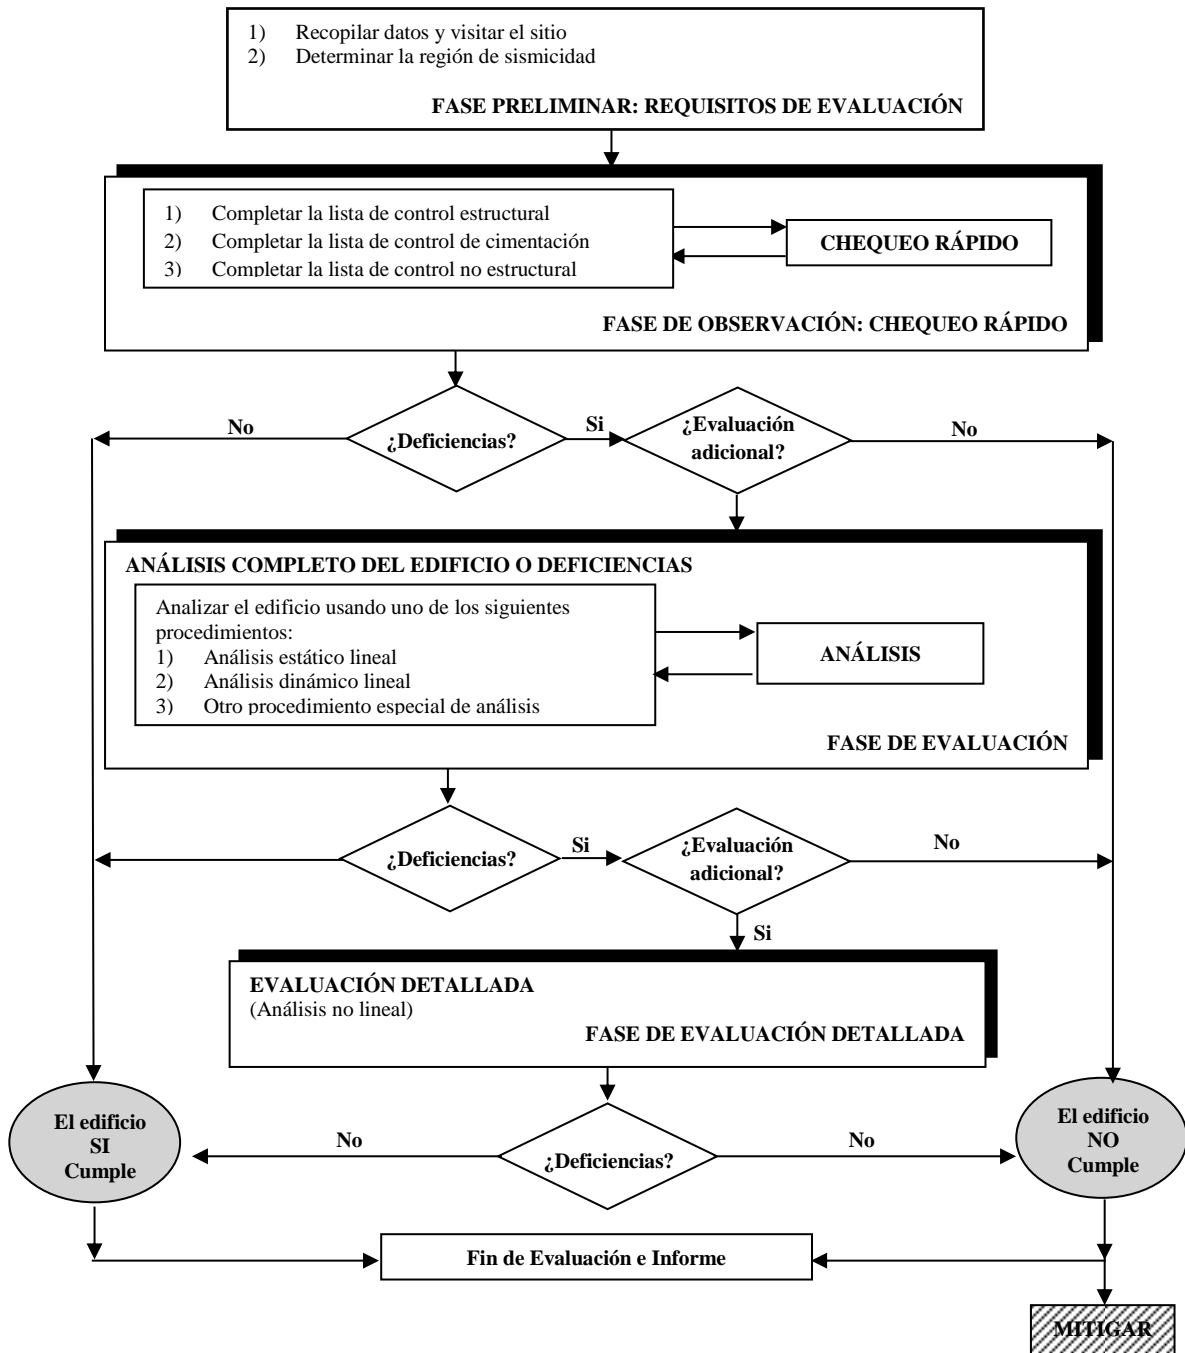 1) Recopilar datos y visitar el sitio
2) Determinar la región de sismicidad
FASE PRELIMINAR: REQUISITOS DE EVALUACIÓN
1) Completar la lista de control estructural
2) Completar la lista de control de cimentación
3) Completar la lista de control no estructural
CHEQUEO RÁPIDO
FASE DE OBSERVACIÓN: CHEQUEO RÁPIDO
No
¿Deficiencias?
Si
¿Evaluación
adicional?
No
ANÁLISIS COMPLETO DEL EDIFICIO O DEFICIENCIAS
Analizar el edificio usando uno de los siguientes
procedimientos:
1) Análisis estático lineal
2) Análisis dinámico lineal
3) Otro procedimiento especial de análisis
ANÁLISIS
FASE DE EVALUACIÓN
¿Deficiencias?
Si
¿Evaluación
adicional?
No
Si
EVALUACIÓN DETALLADA
(Análisis no lineal)
FASE DE EVALUACIÓN DETALLADA
El edificio
SI
Cumple
No
¿Deficiencias?
No
El edificio
NO
Cumple
Fin de Evaluación e Informe
MITIGAR